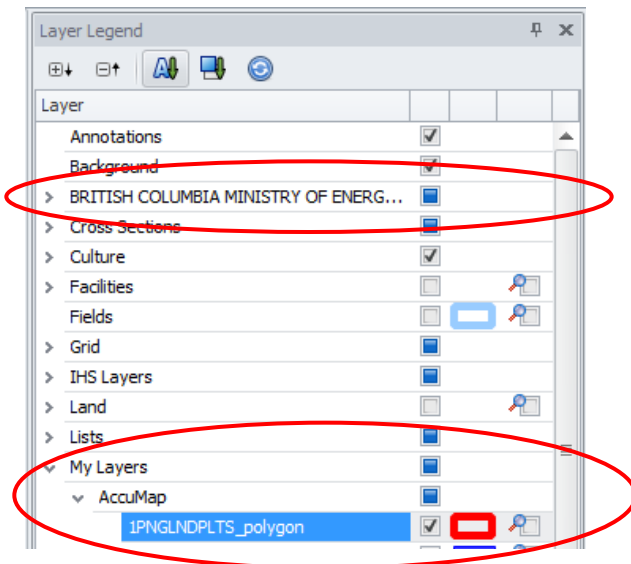 Layer Legend
Layer
Annotations
Background
BRITISH COLUMBIA MINISTRY OF ENERG...
Cross Sections
Culture
Facilities
Fields
Grid
IHS Layers
Land
Lists
My Layers
AccuMap
1PNGLNDPLTS_polygon